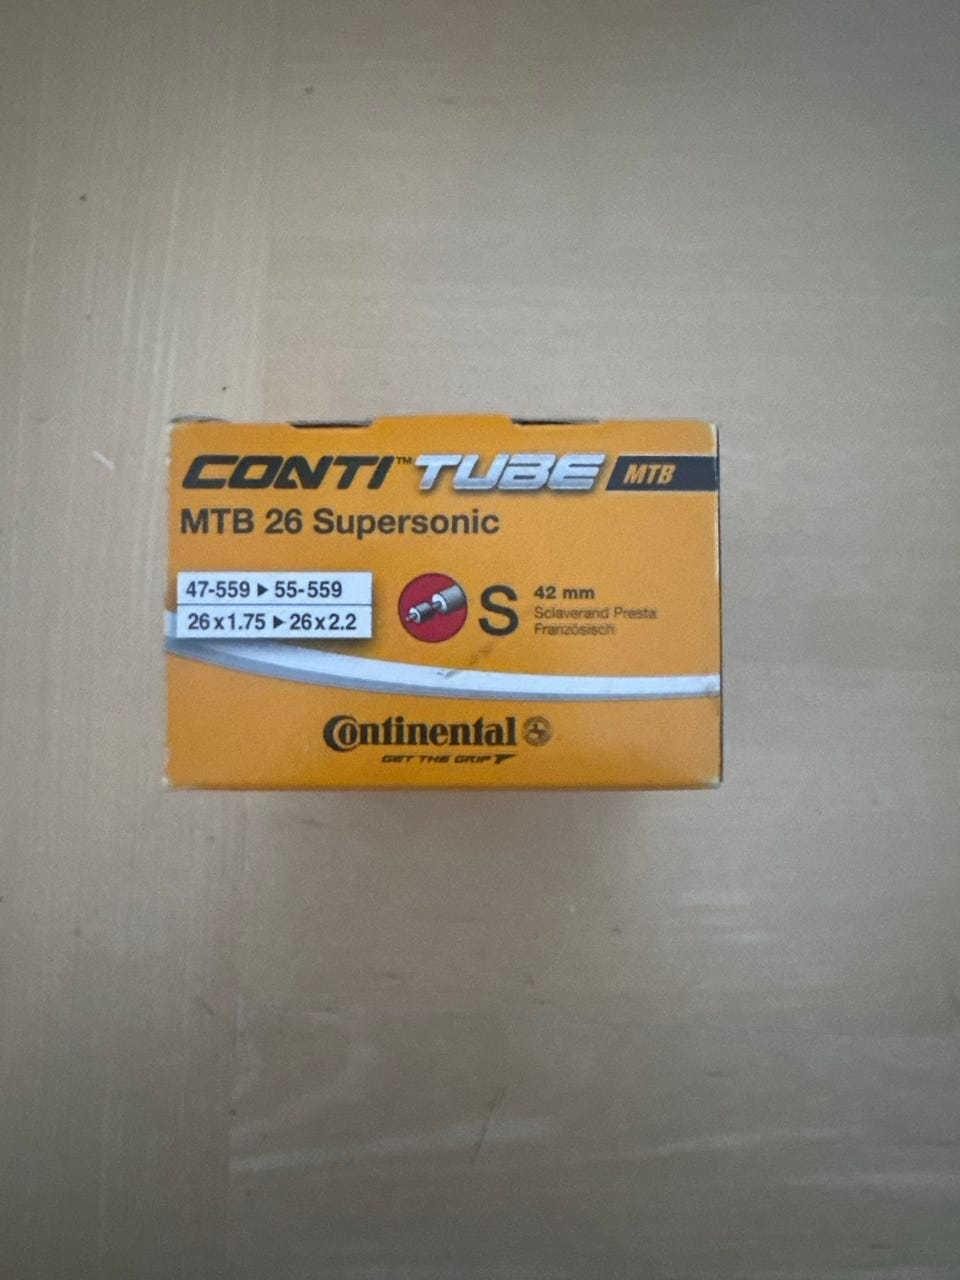 CONTI™ TUBE MTB
MTB 26 Supersonic
47-559 ▶ 55-559
26 x 1.75 ▶ 26 x 2.2
S
42 mm
Sclaverand Presta
Französisch
Continental
GET THE GRIP